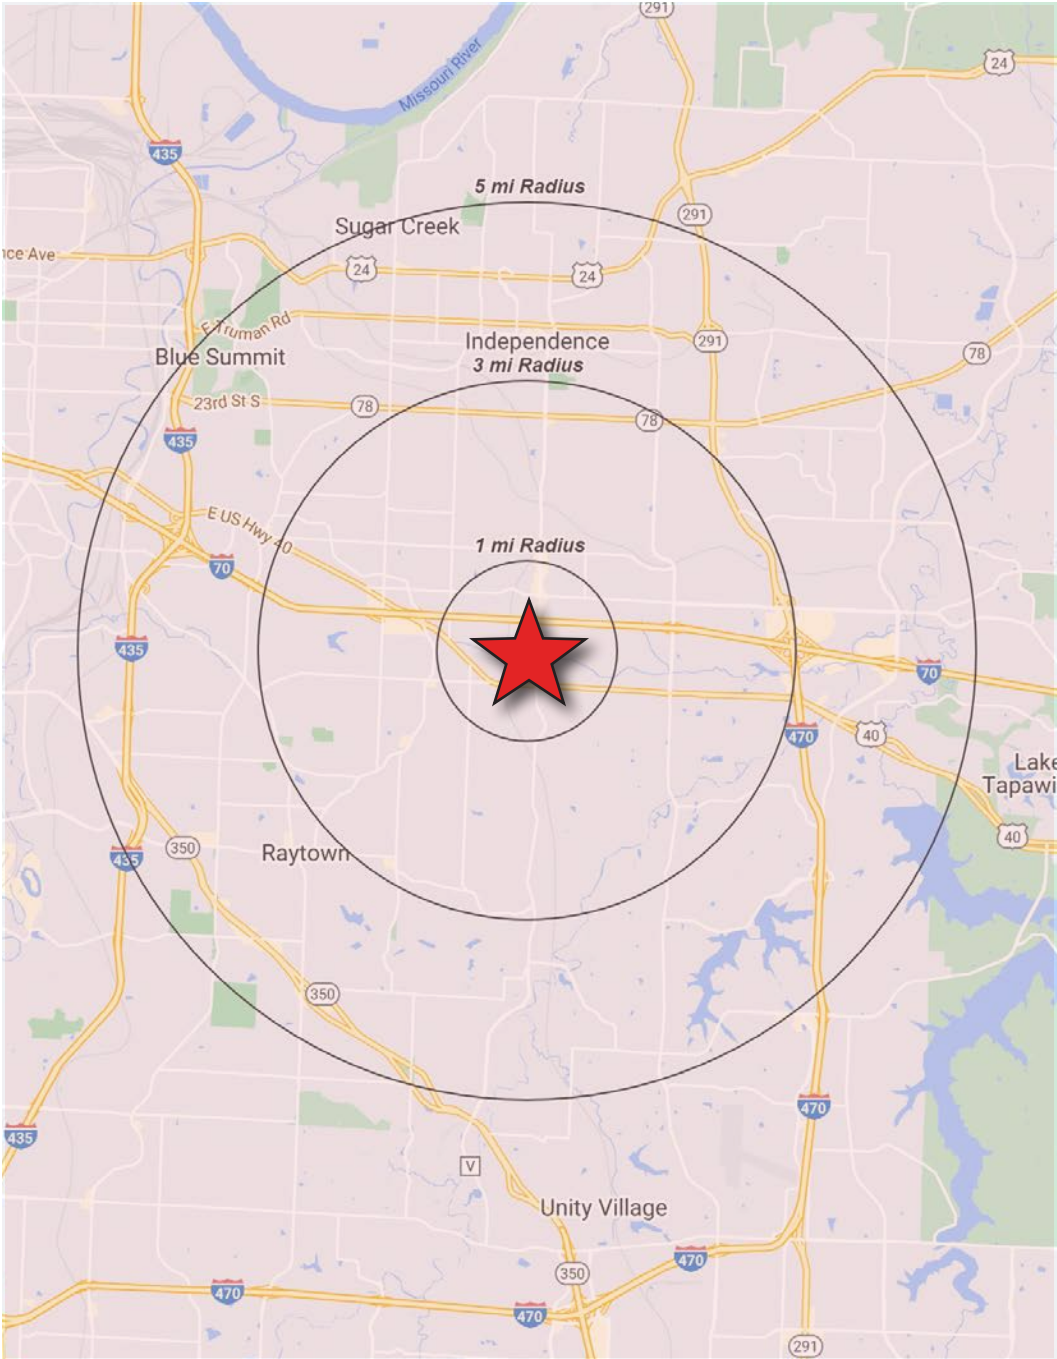 291
24
Missouri River
435
5 mi Radius
291
Sugar Creek
nce Ave
24
24
E Truman Rd
Independence
291
Blue Summit
3 mi Radius
78
23rd St S
78
78
435
E US Hwy 40
1 mi Radius
70
435
70
470
40
Lake
Tapawi
40
350
435
Raytown
350
470
435
V
Unity Village
350
470
470
470
291